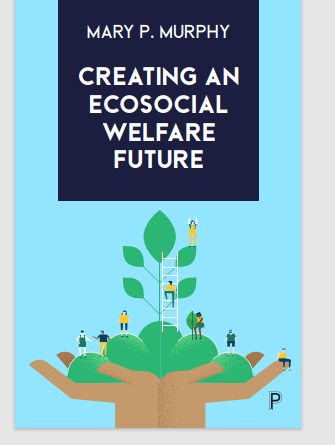 MARY P. MURPHY
CREATING AN
ECOSOCIAL
WELFARE
FUTURE
P